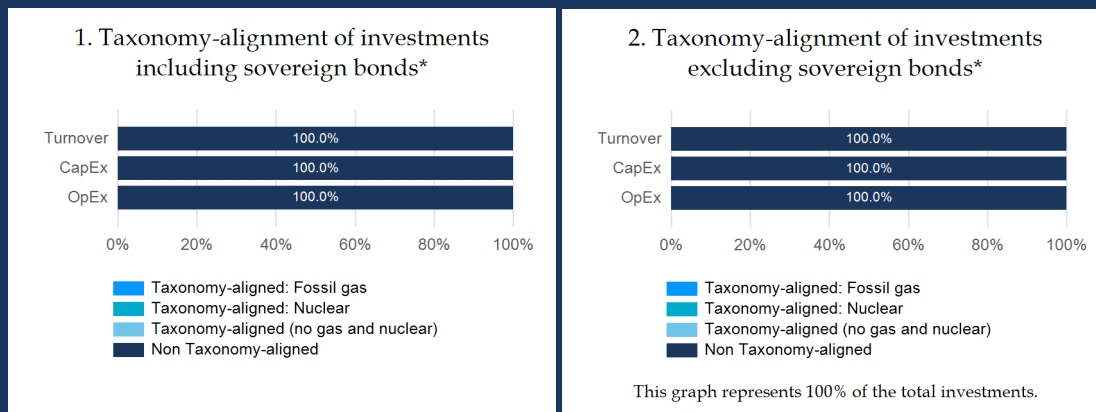 1. Taxonomy-alignment of investments
including sovereign bonds*
Turnover 100.0%
CapEx 100.0%
OpEx 100.0%
0% 20% 40% 60% 80% 100%
Taxonomy-aligned: Fossil gas
Taxonomy-aligned: Nuclear
Taxonomy-aligned (no gas and nuclear)
Non Taxonomy-aligned
2. Taxonomy-alignment of investments
excluding sovereign bonds*
Turnover 100.0%
CapEx 100.0%
OpEx 100.0%
0% 20% 40% 60% 80% 100%
Taxonomy-aligned: Fossil gas
Taxonomy-aligned: Nuclear
Taxonomy-aligned (no gas and nuclear)
Non Taxonomy-aligned
This graph represents 100% of the total investments.